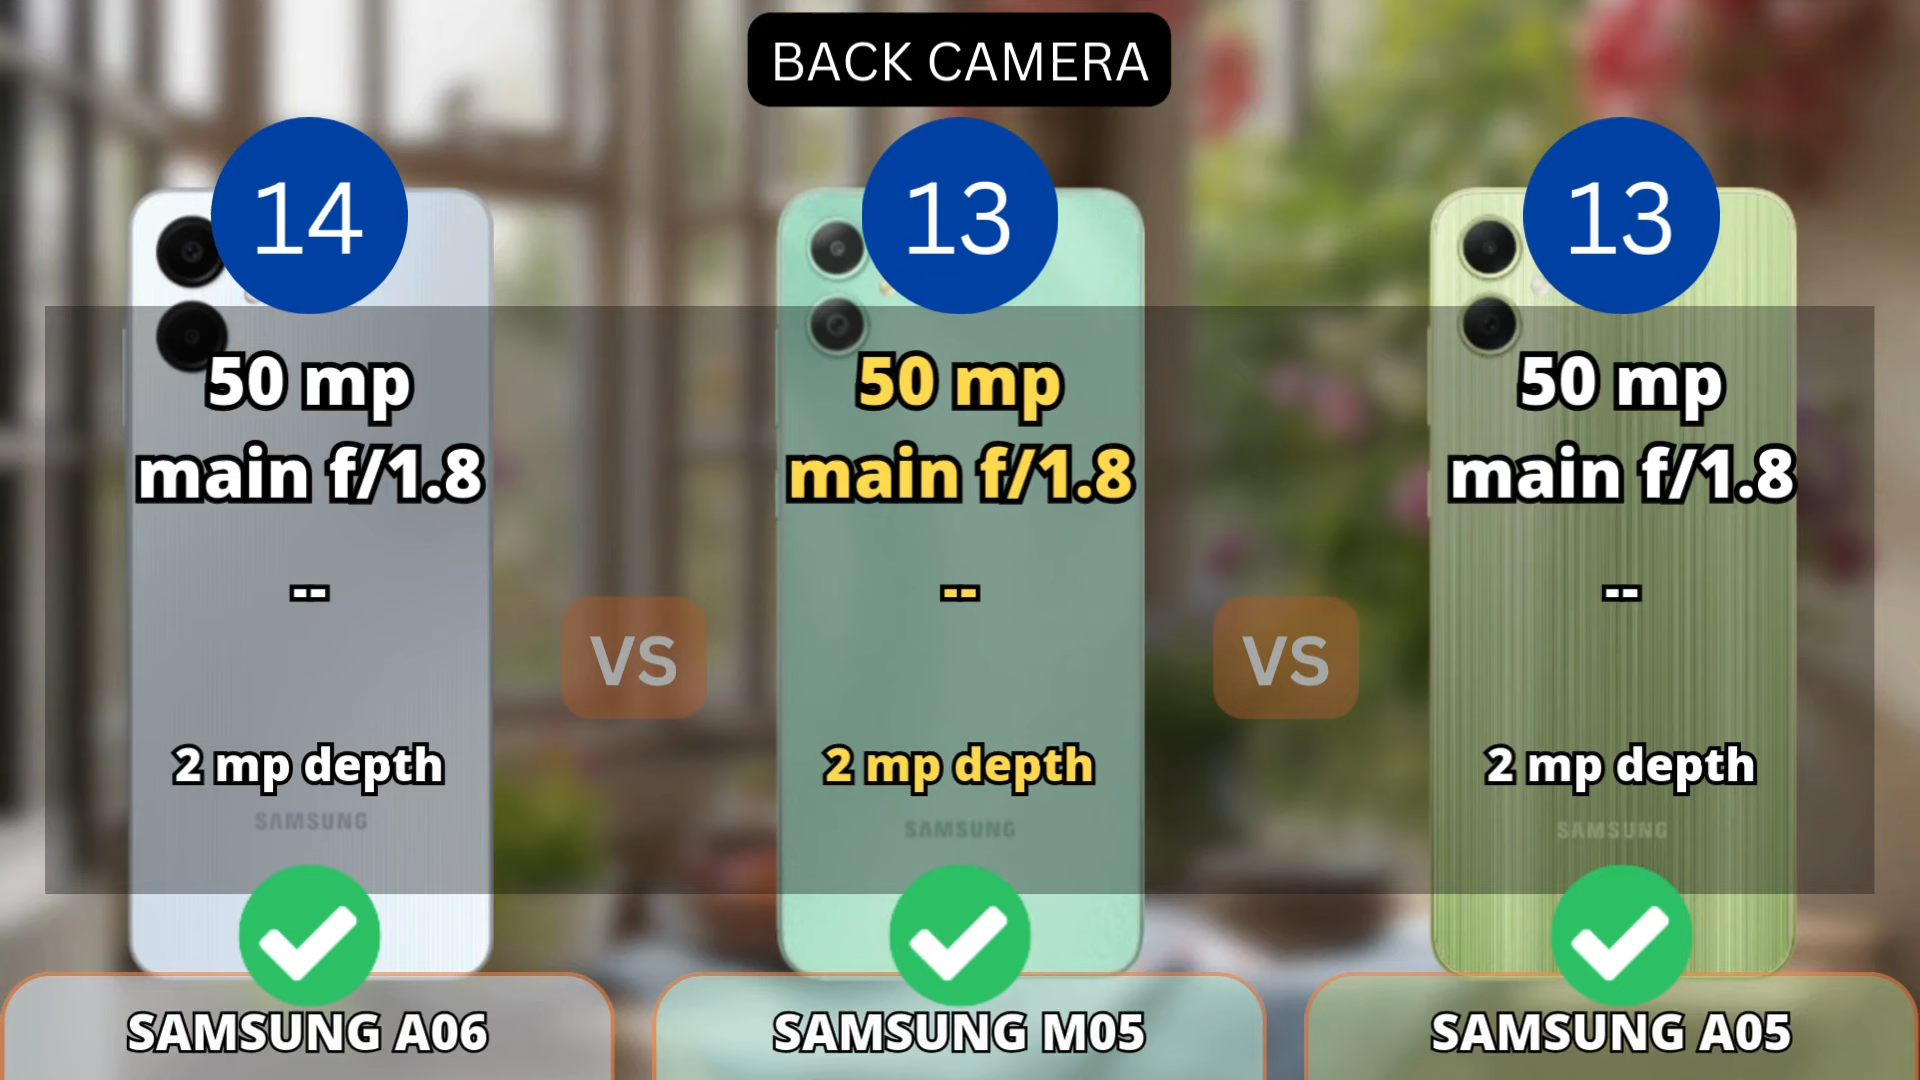 BACK CAMERA
14
13
13
50 mp
main f/1.8
--
2 mp depth
SAMSUNG
50 mp
main f/1.8
--
2 mp depth
SAMSUNG
50 mp
main f/1.8
--
2 mp depth
SAMSUNG
VS
VS
SAMSUNG A06
SAMSUNG M05
SAMSUNG A05